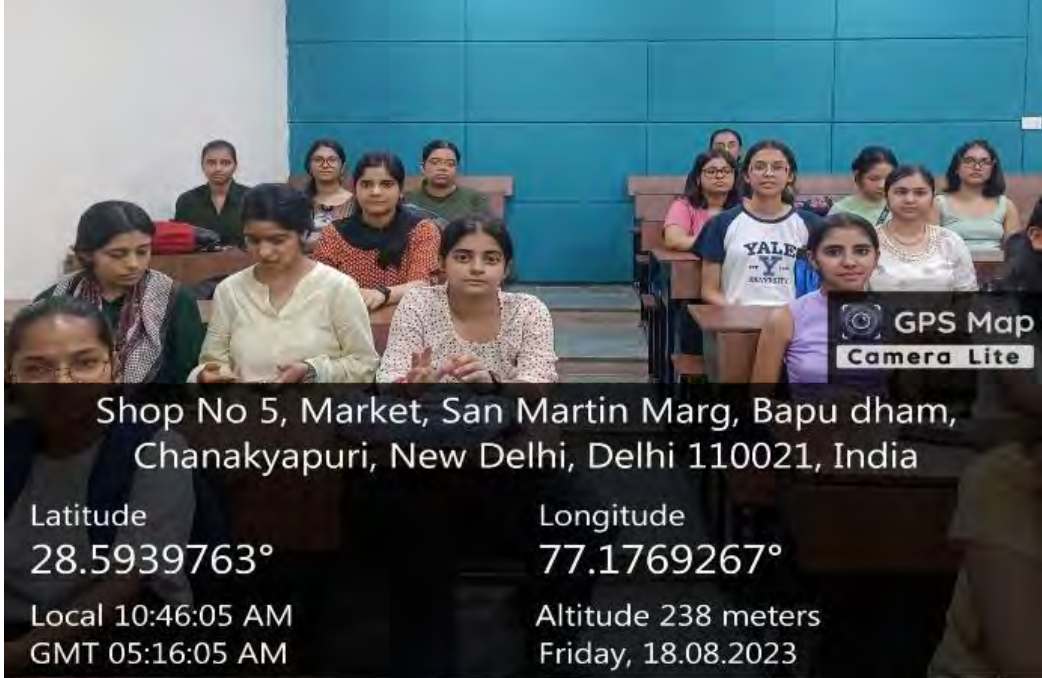 YALE
Y
GPS Map
Camera Lite
Shop No 5, Market, San Martin Marg, Bapu dham,
Chanakyapuri, New Delhi, Delhi 110021, India
Latitude
28.5939763°
Longitude
77.1769267°
Local 10:46:05 AM
GMT 05:16:05 AM
Altitude 238 meters
Friday, 18.08.2023